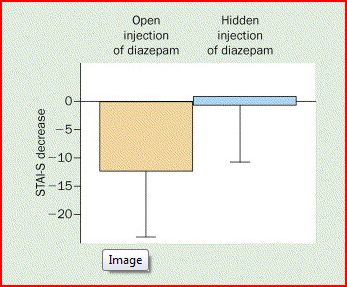 Open
injection
of diazepam
Hidden
injection
of diazepam
STAI-S decrease
0
−5
−10
−15
−20
Image